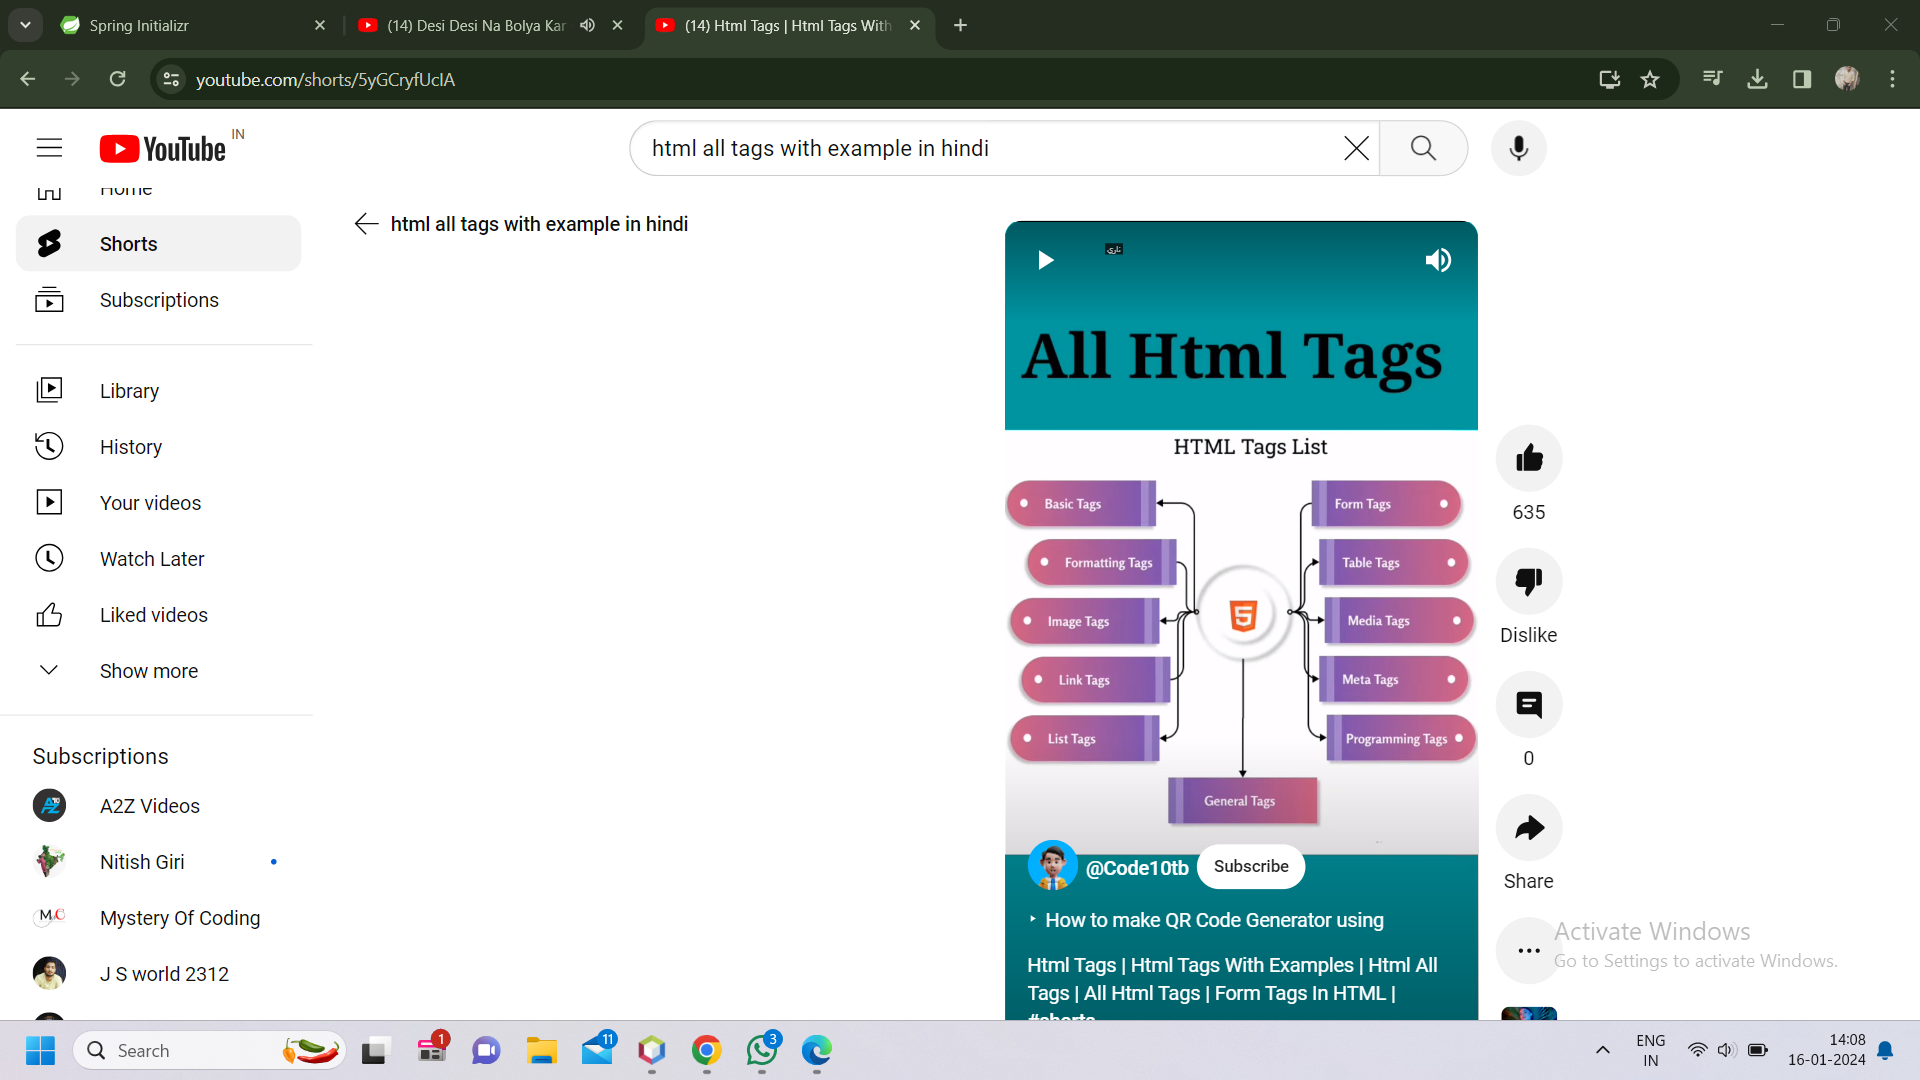 Spring Initializr
(14) Desi Desi Na Bolya Kar
(14) Html Tags | Html Tags With
youtube.com/shorts/5yGCryfUcIA
YouTube IN
html all tags with example in hindi
Home
Shorts
Subscriptions
Library
History
Your videos
Watch Later
Liked videos
Show more
Subscriptions
A2Z Videos
Nitish Giri
Mystery Of Coding
J S world 2312
html all tags with example in hindi
All Html Tags
HTML Tags List
Basic Tags
Form Tags
Formatting Tags
Table Tags
Image Tags
Media Tags
Link Tags
Meta Tags
List Tags
Programming Tags
General Tags
@Code10tb Subscribe
How to make QR Code Generator using
Html Tags | Html Tags With Examples | Html All
Tags | All Html Tags | Form Tags In HTML |
#shorts
635
Dislike
0
Share
Activate Windows
Go to Settings to activate Windows.
Search
1
11
3
ENG
IN
14:08
16-01-2024